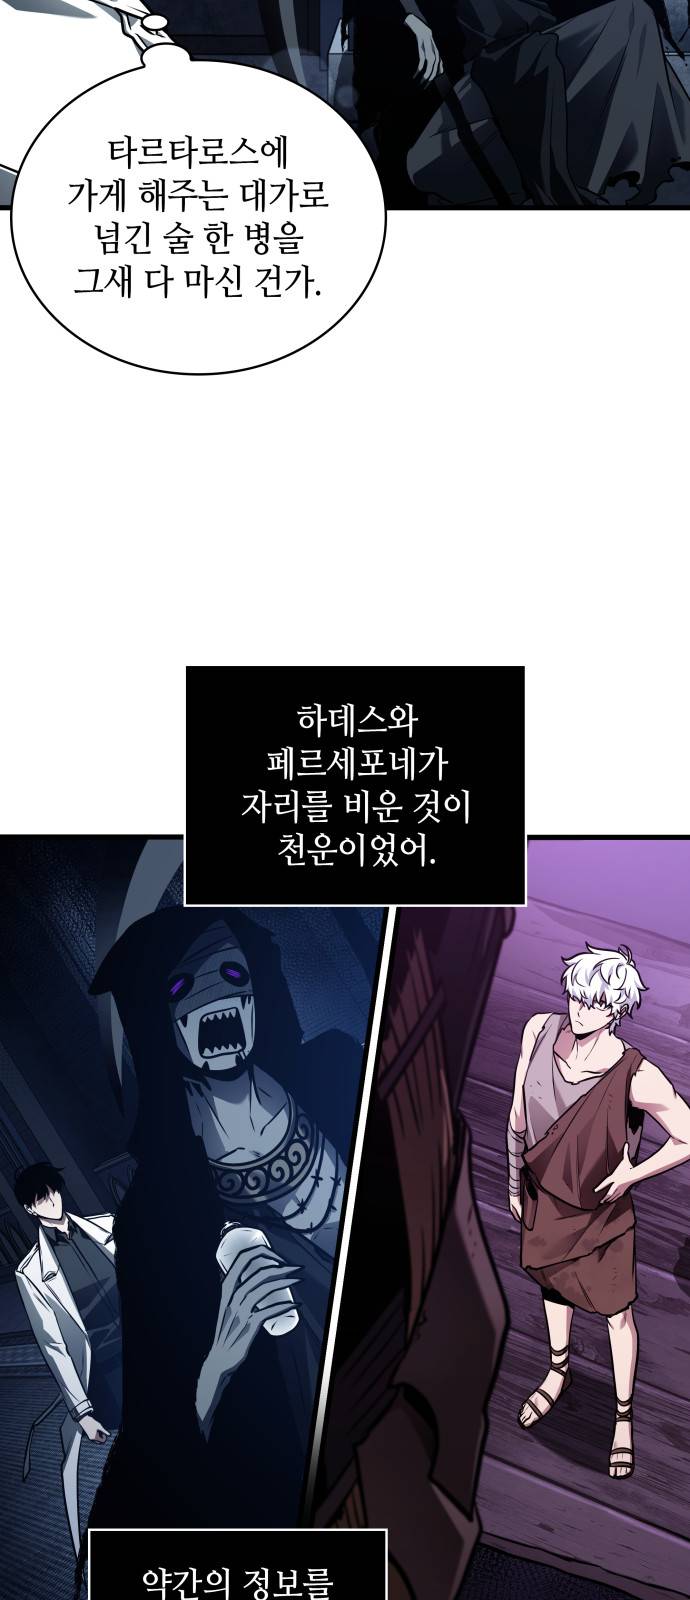 타르타로스에
가게 해주는 대가로
넘긴 술 한 병을
그새 다 마신 건가.
하데스와
페르세포네가
자리를 비운 것이
천운이었어.
약간의 정보를